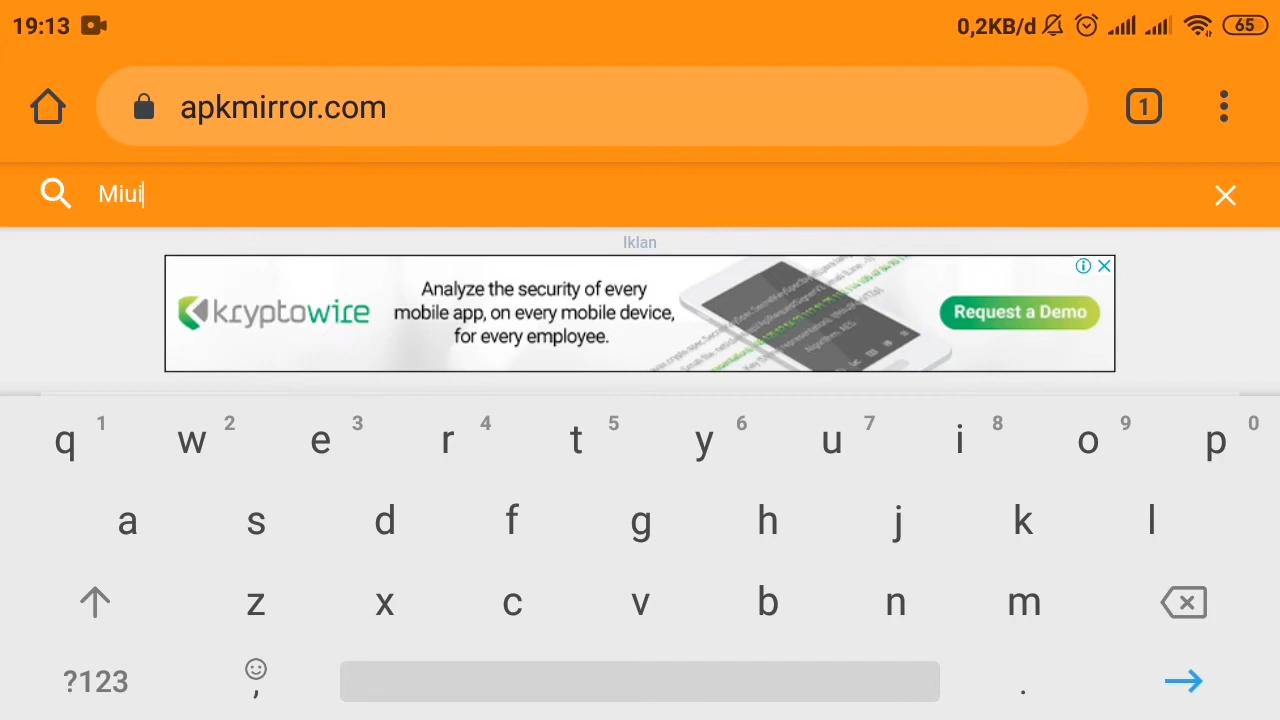 19:13
0,2KB/d
65
apkmirror.com
1
Miui
Iklan
kryptowire
Analyze the security of every
mobile app, on every mobile device,
for every employee.
Request a Demo
q 1 w 2 e 3 r 4 t 5 y 6 u 7 i 8 o 9 p 0
a s d f g h j k l
z x c v b n m
?123 , .